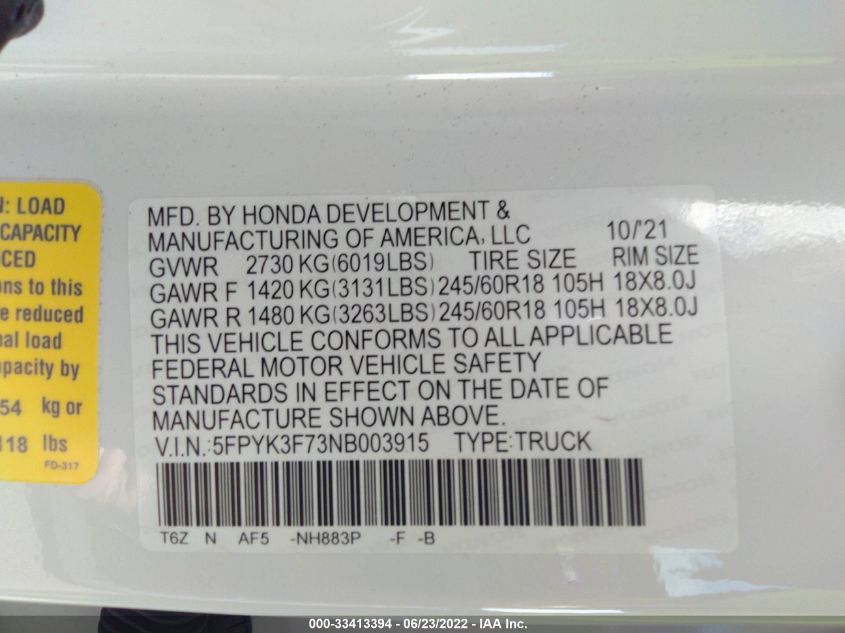 N: LOAD
CAPACITY
CED
ons to this
e reduced
nal load
pacity by
54 kg or
118 lbs
FD-317
MFD. BY HONDA DEVELOPMENT &
MANUFACTURING OF AMERICA, LLC 10/'21
GVWR 2730 KG(6019LBS) TIRE SIZE RIM SIZE
GAWR F 1420 KG(3131LBS) 245/60R18 105H 18X8.0J
GAWR R 1480 KG(3263LBS) 245/60R18 105H 18X8.0J
THIS VEHICLE CONFORMS TO ALL APPLICABLE
FEDERAL MOTOR VEHICLE SAFETY
STANDARDS IN EFFECT ON THE DATE OF
MANUFACTURE SHOWN ABOVE.
V.I.N.:5FPYK3F73NB003915 TYPE:TRUCK
T6Z N AF5 -NH883P -F -B
000-33413394 - 06/23/2022 - IAA Inc.